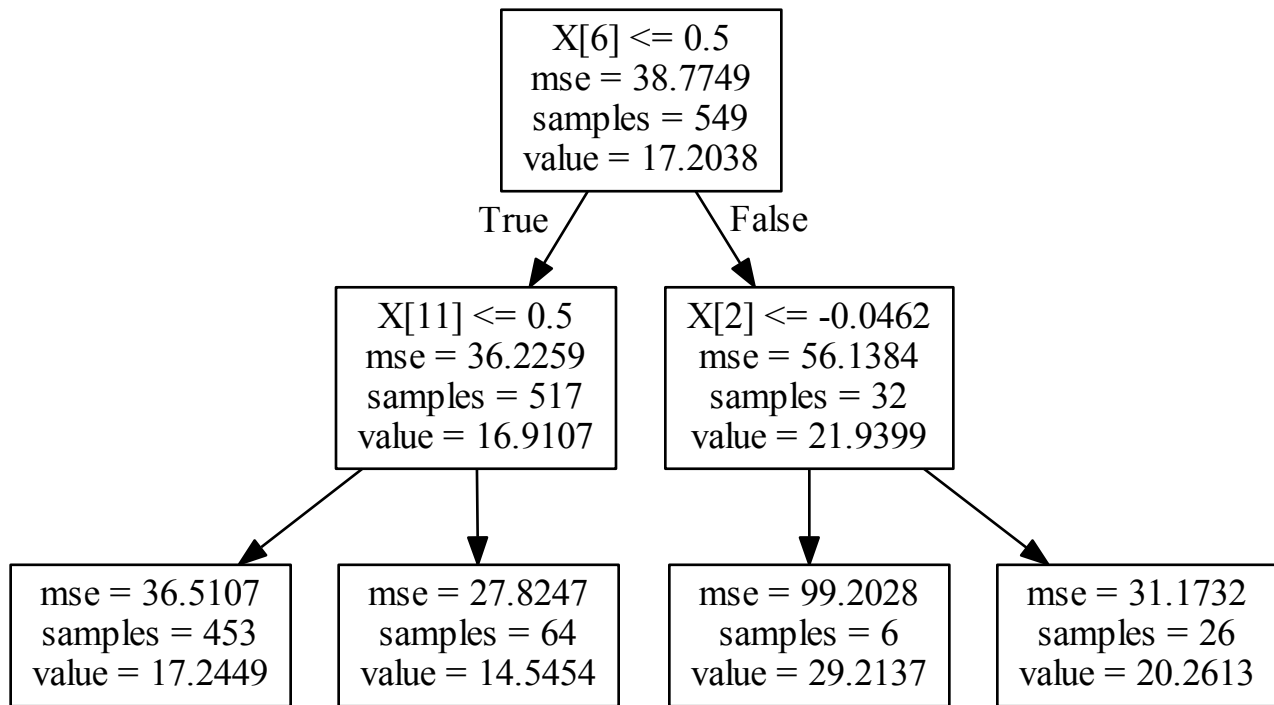 X[6] <= 0.5
mse = 38.7749
samples = 549
value = 17.2038
True
False
X[11] <= 0.5
mse = 36.2259
samples = 517
value = 16.9107
X[2] <= -0.0462
mse = 56.1384
samples = 32
value = 21.9399
mse = 36.5107
samples = 453
value = 17.2449
mse = 27.8247
samples = 64
value = 14.5454
mse = 99.2028
samples = 6
value = 29.2137
mse = 31.1732
samples = 26
value = 20.2613